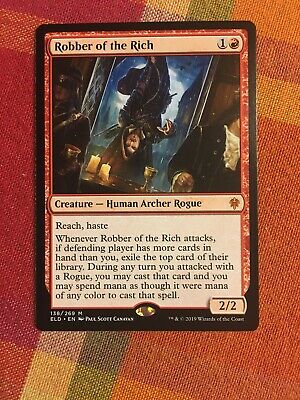 Robber of the Rich 1
Creature — Human Archer Rogue
Reach, haste
Whenever Robber of the Rich attacks,
if defending player has more cards in
hand than you, exile the top card of their
library. During any turn you attacked with
a Rogue, you may cast that card and you
may spend mana as though it were mana
of any color to cast that spell.
2/2
138/269 M
ELD • EN Paul Scott Canavan
™ & © 2019 Wizards of the Coast